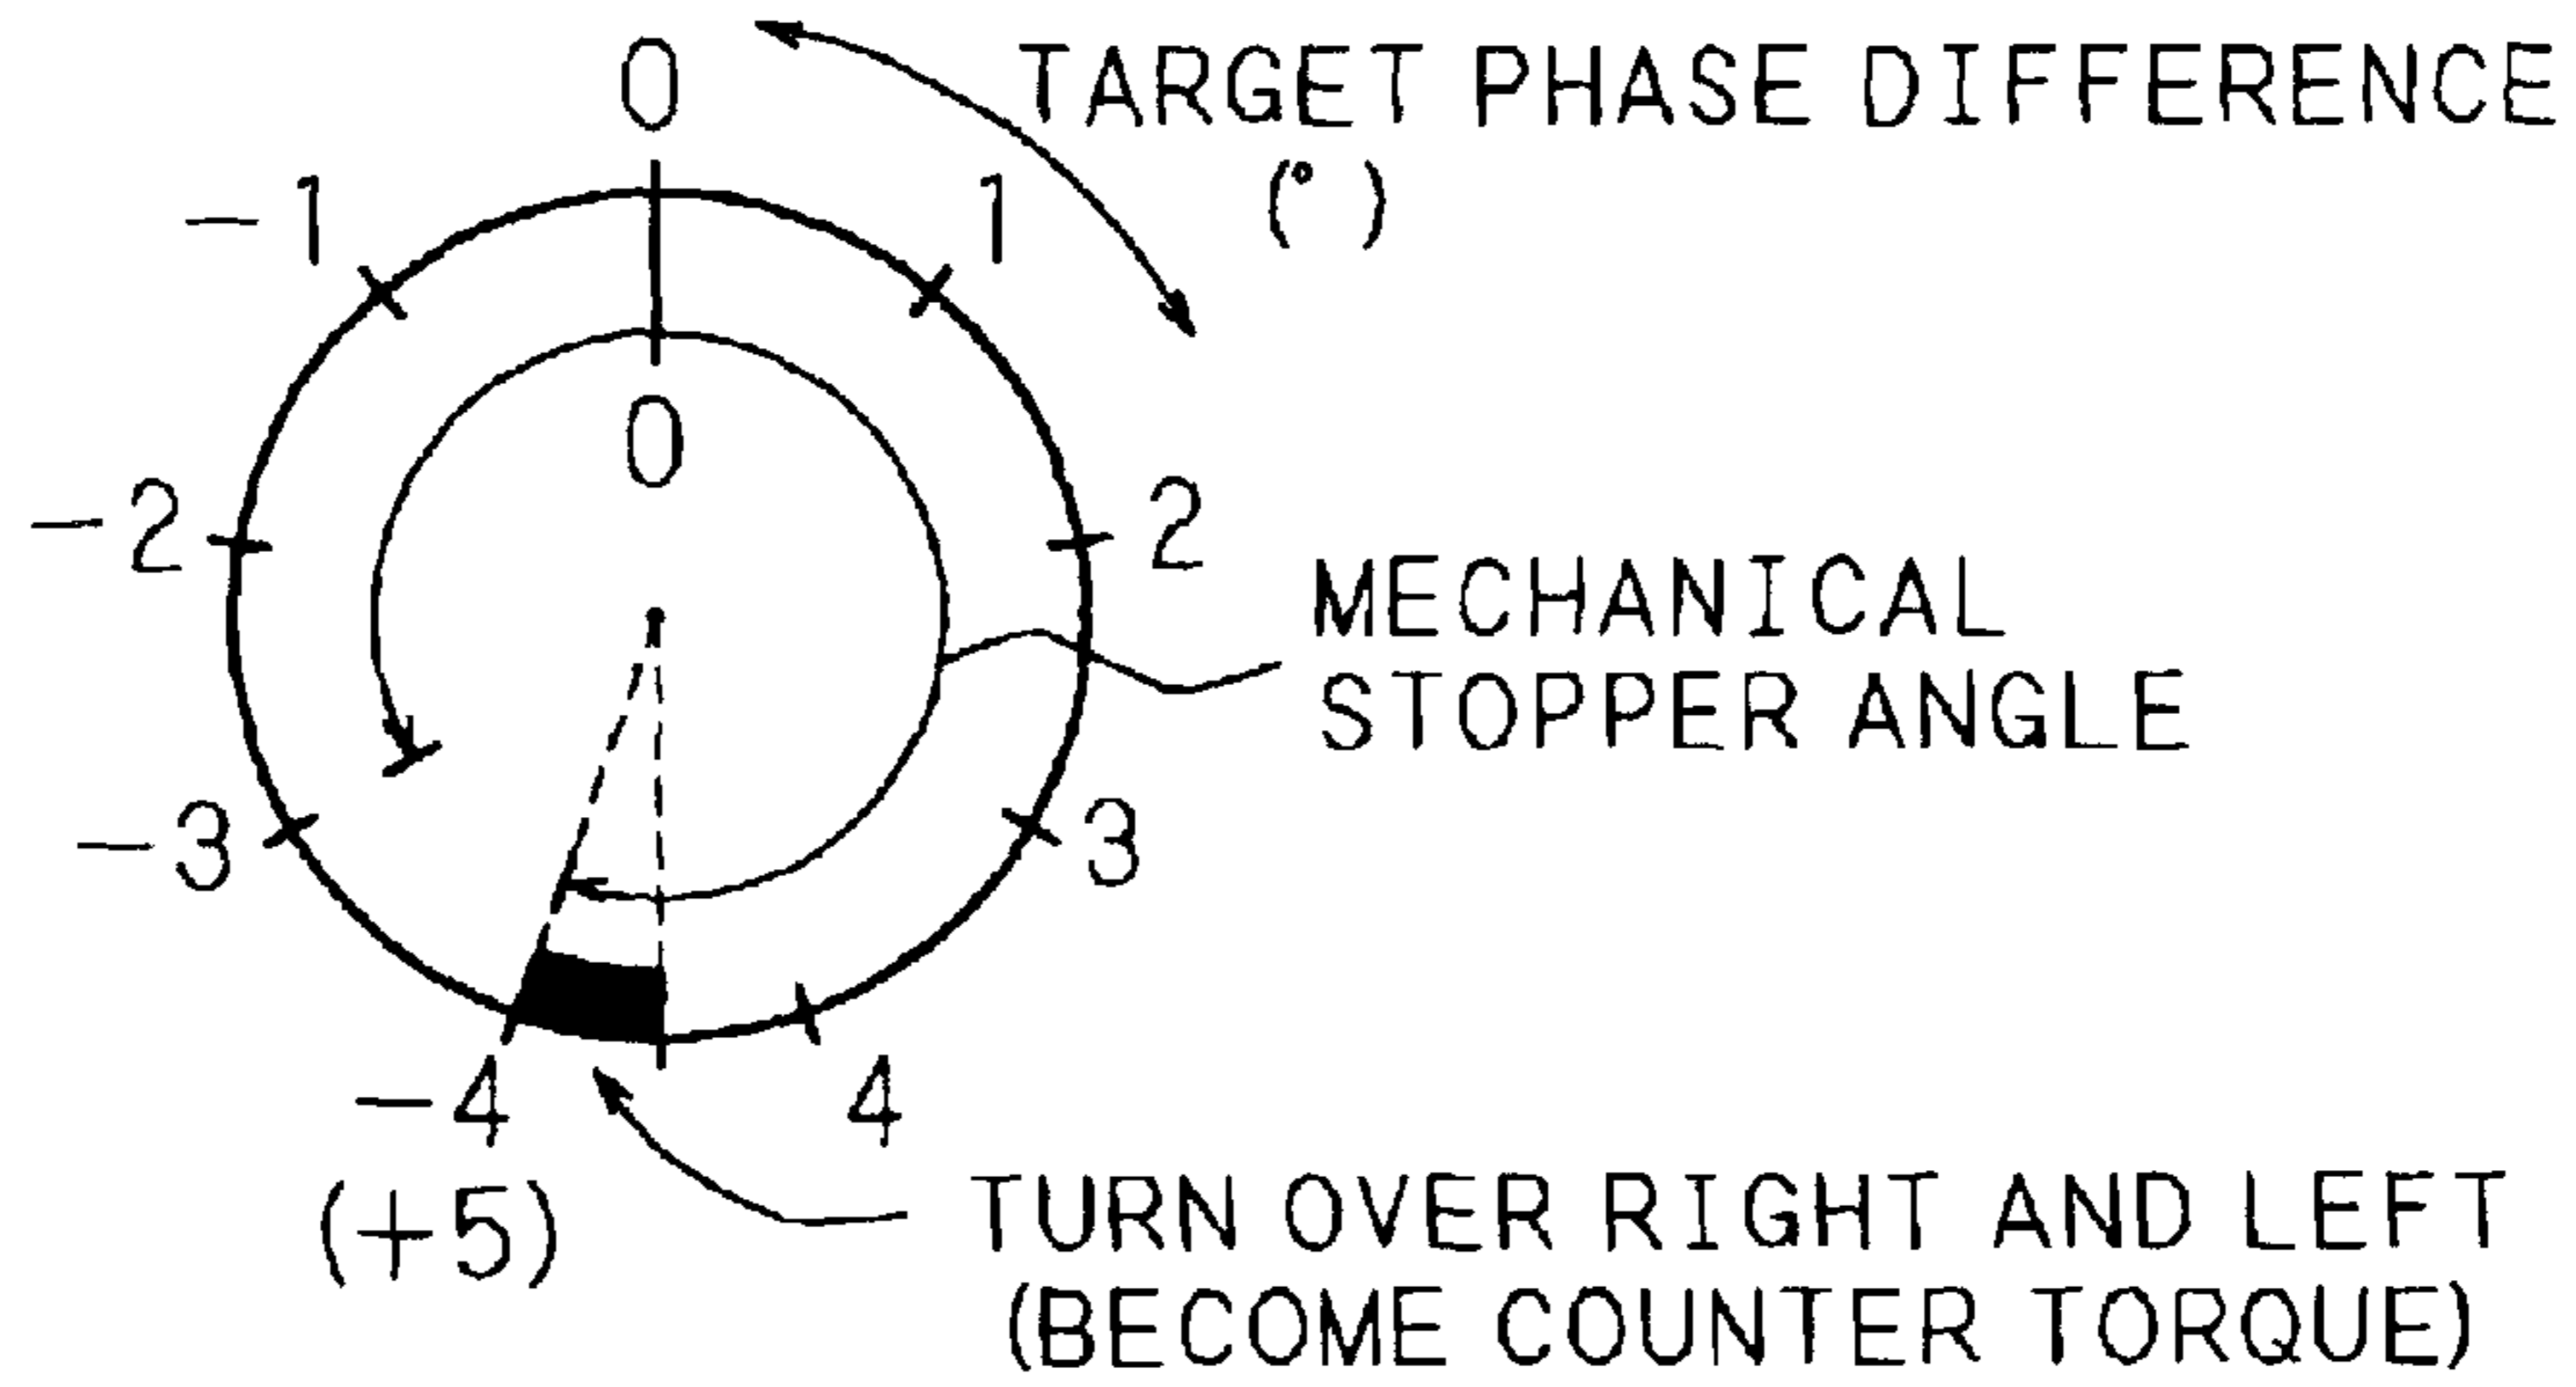 0
TARGET PHASE DIFFERENCE
(°)
-1
1
0
-2
2
MECHANICAL
STOPPER ANGLE
-3
3
-4
4
(+5)
TURN OVER RIGHT AND LEFT
(BECOME COUNTER TORQUE)